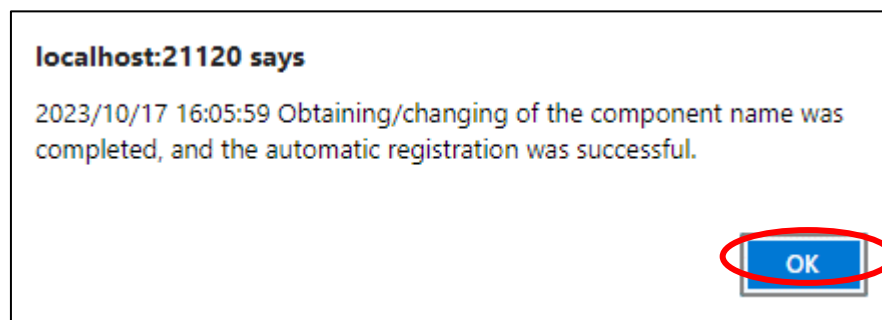 localhost:21120 says
2023/10/17 16:05:59 Obtaining/changing of the component name was
completed, and the automatic registration was successful.
OK